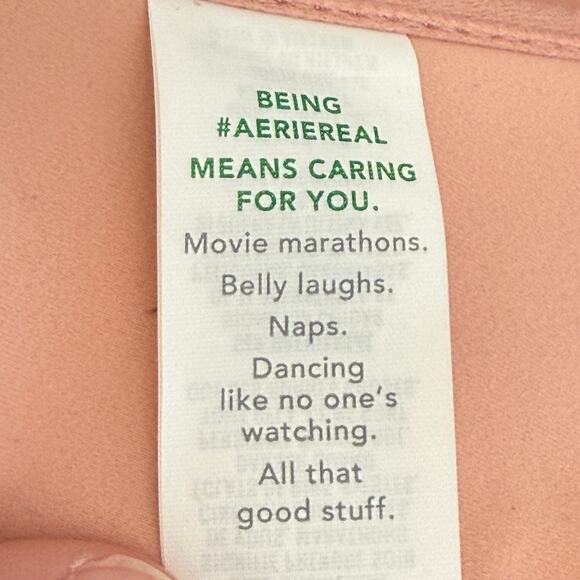 BEING
#AERIEREAL
MEANS CARING
FOR YOU.
Movie marathons.
Belly laughs.
Naps.
Dancing
like no one's
watching.
All that
good stuff.